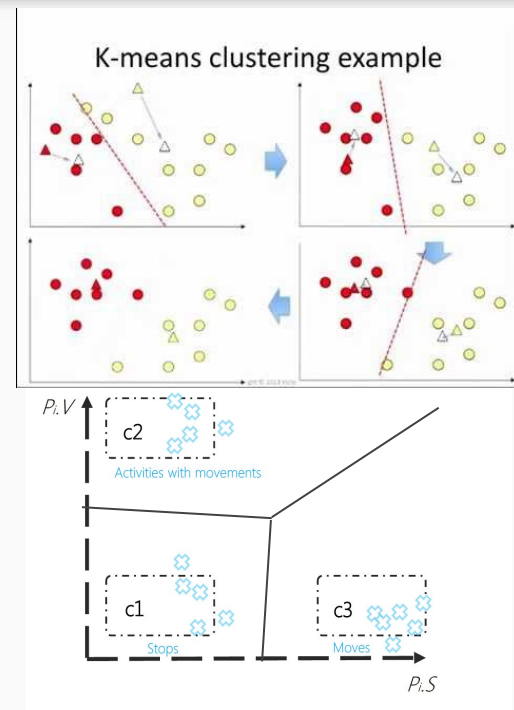 K-means clustering example
Pi.V
c2
Activities with movements
c1
c3
Stops
Moves
Pi.S